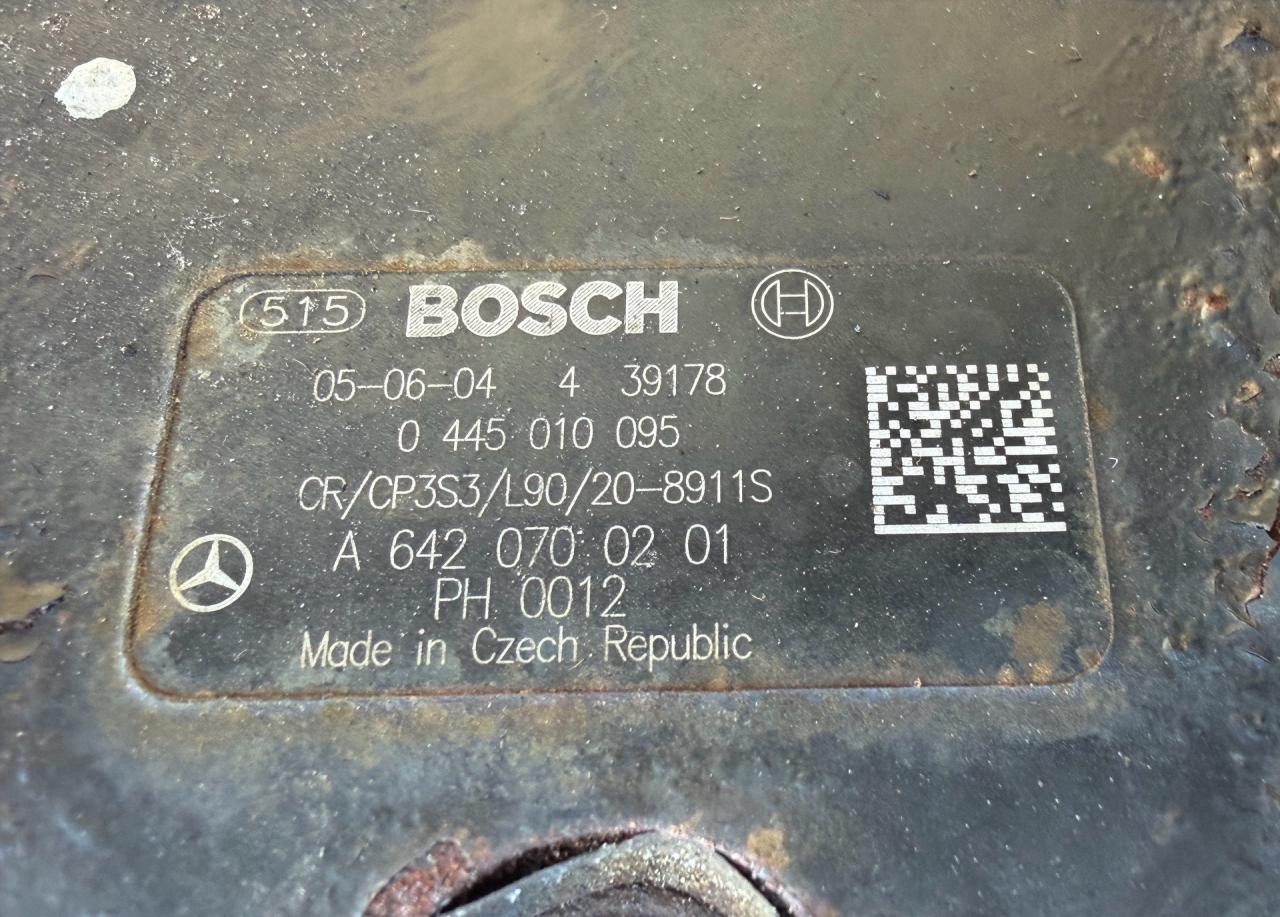 515 BOSCH
05-06-04 4 39178
0 445 010 095
CR/CP3S3/L90/20-8911S
A 642 070 02 01
PH 0012
Made in Czech Republic